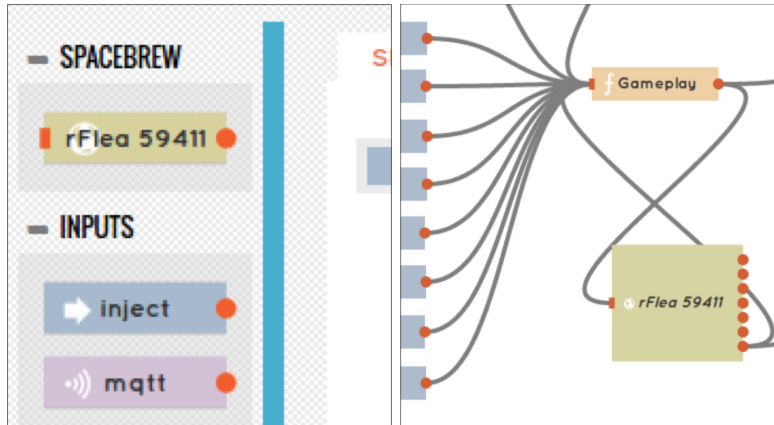 SPACEBREW
rFlea 59411
INPUTS
inject
mqtt
Gameplay
rFlea 59411